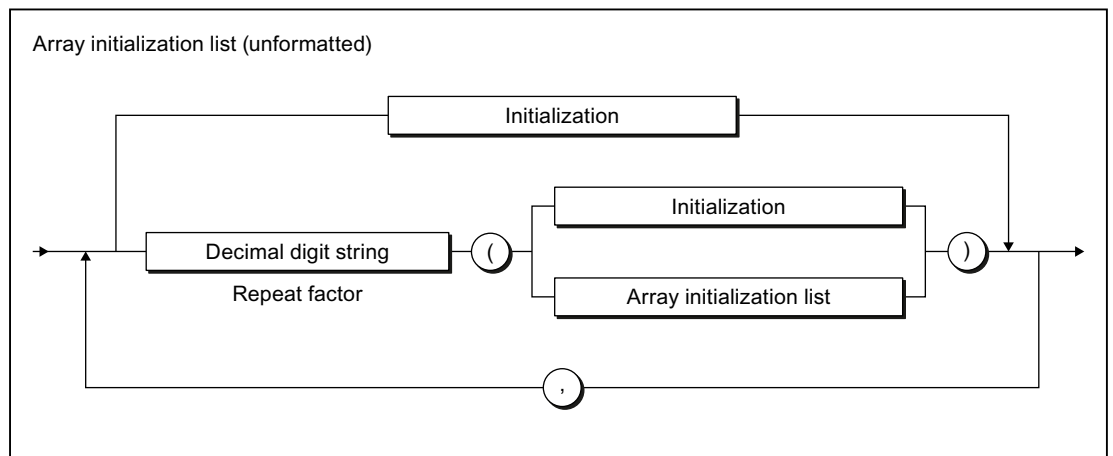 Array initialization list (unformatted)
Initialization
Initialization
Decimal digit string
(
)
Repeat factor
Array initialization list
,